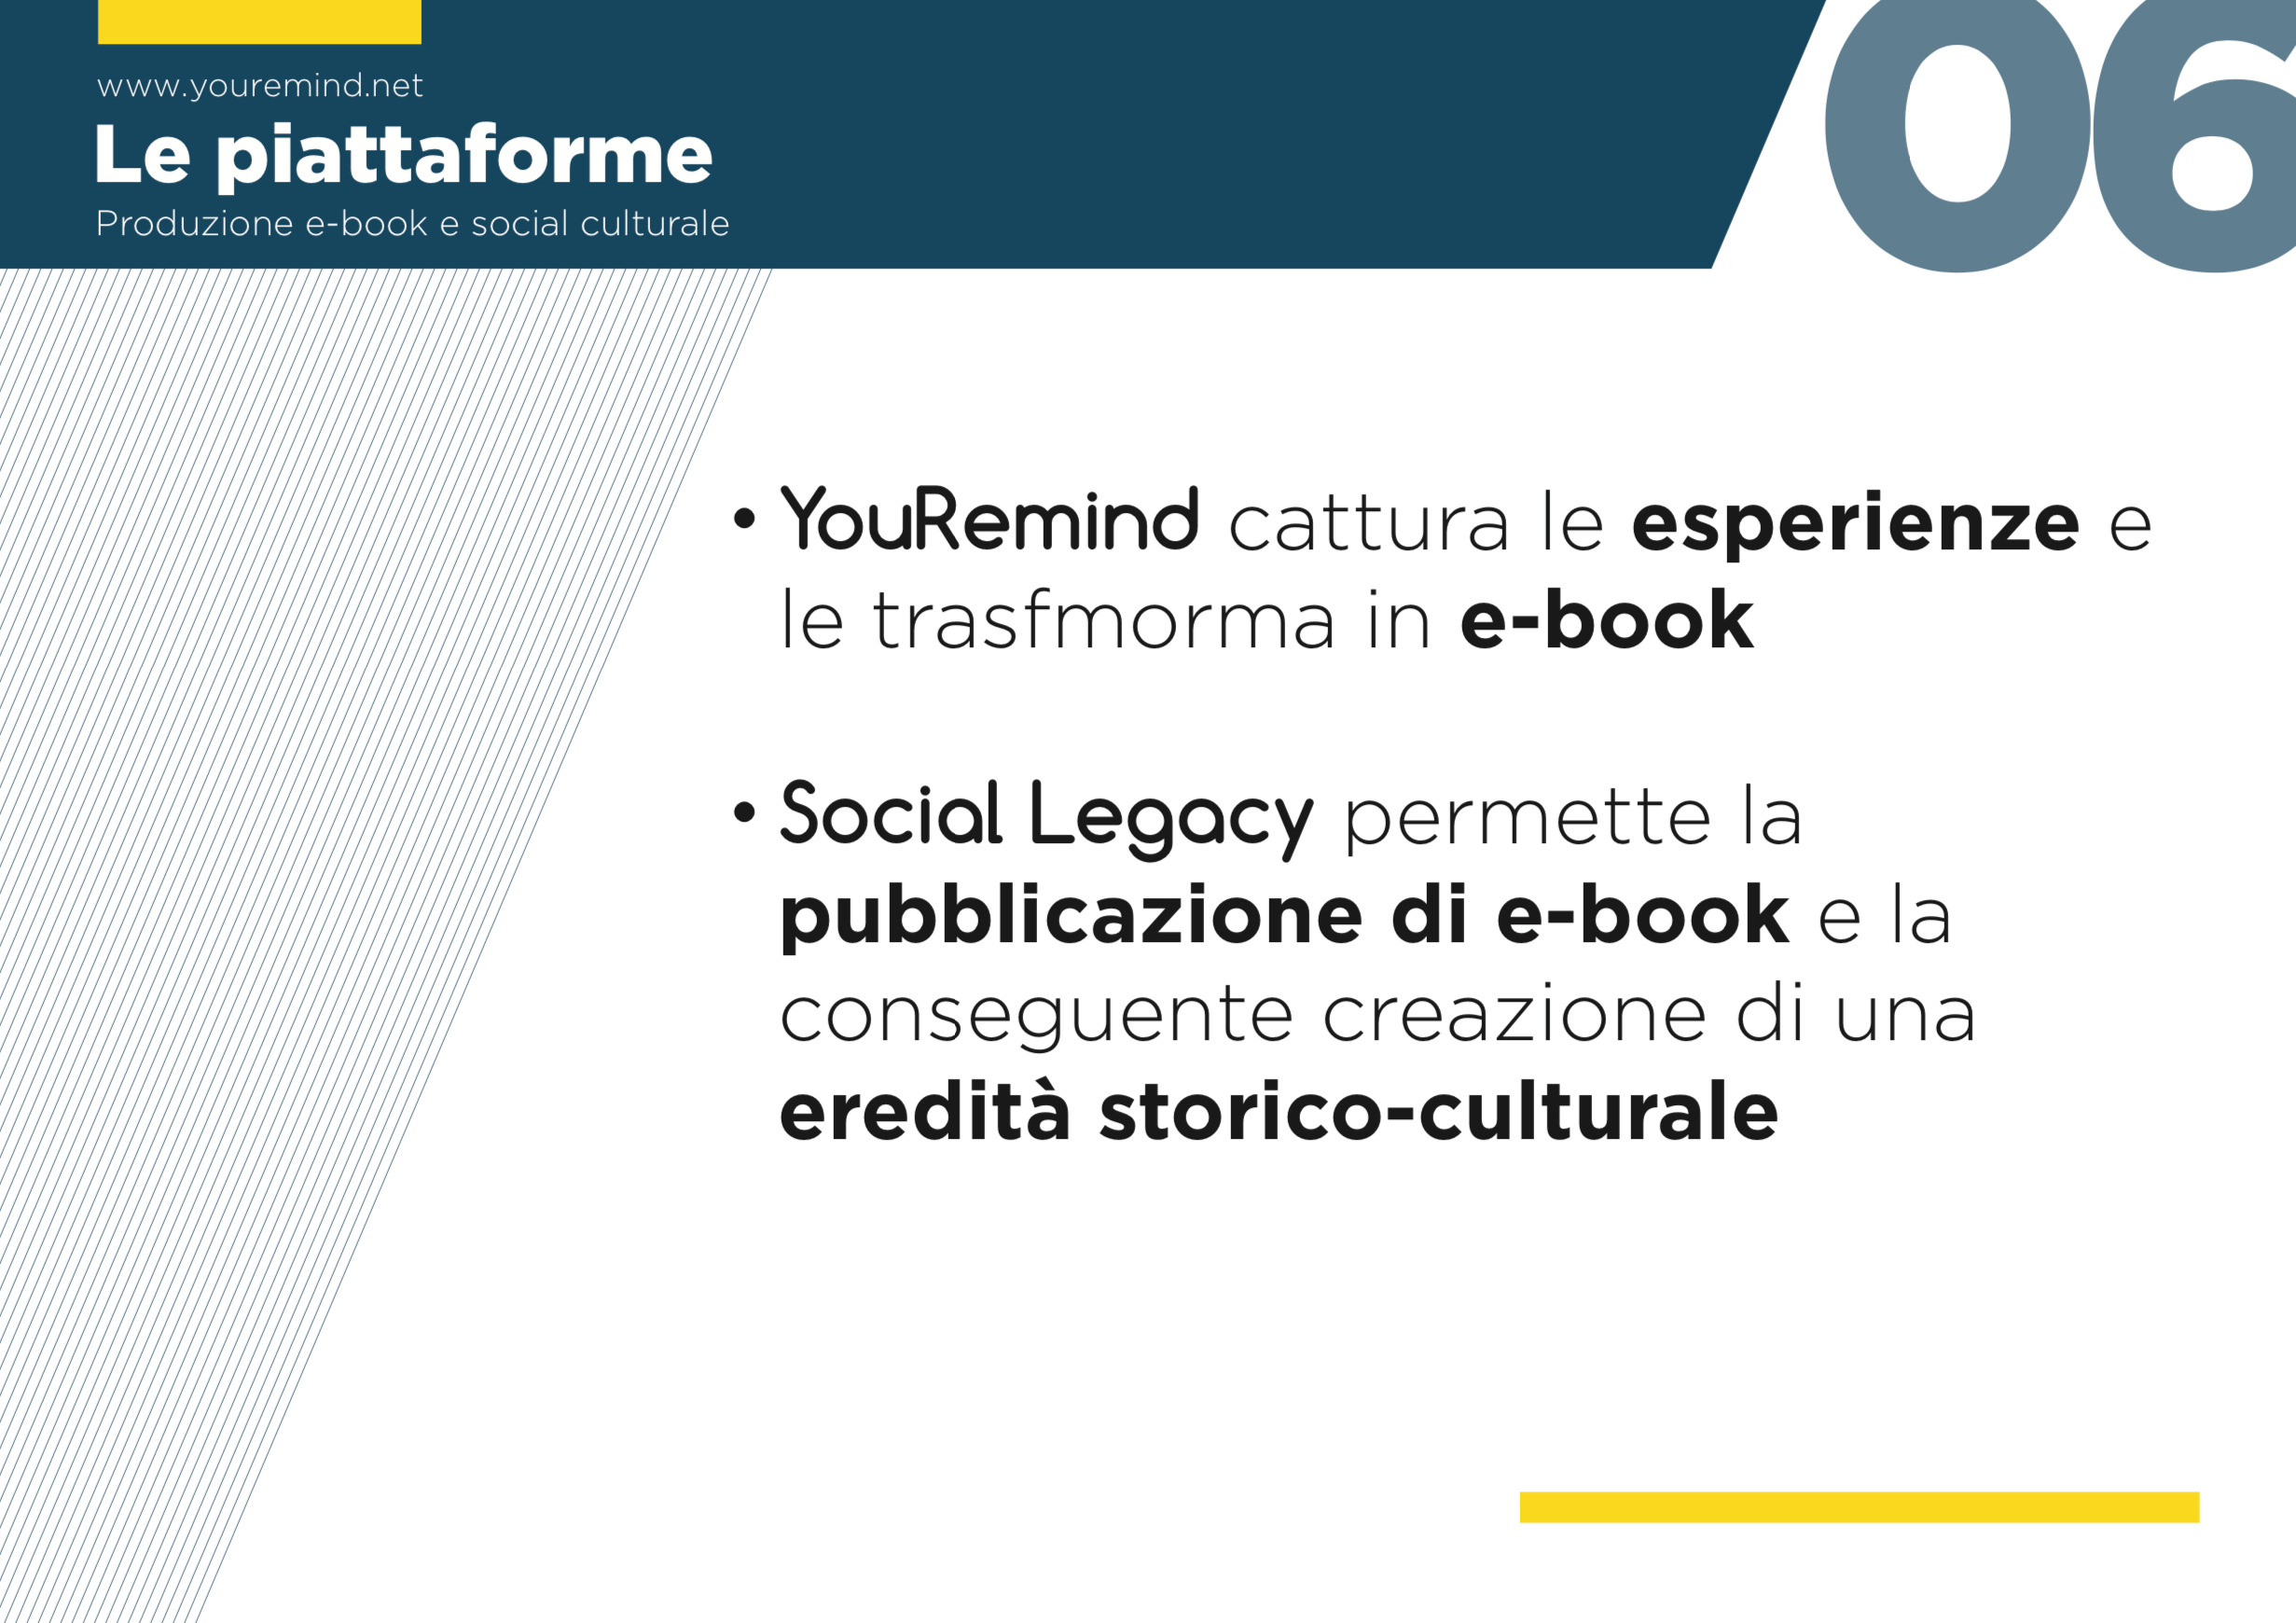 www.youremind.net
Le piattaforme
Produzione e-book e social culturale
06
• YouRemind cattura le esperienze e
le trasfmorma in e-book
• Social Legacy permette la
pubblicazione di e-book e la
conseguente creazione di una
eredità storico-culturale